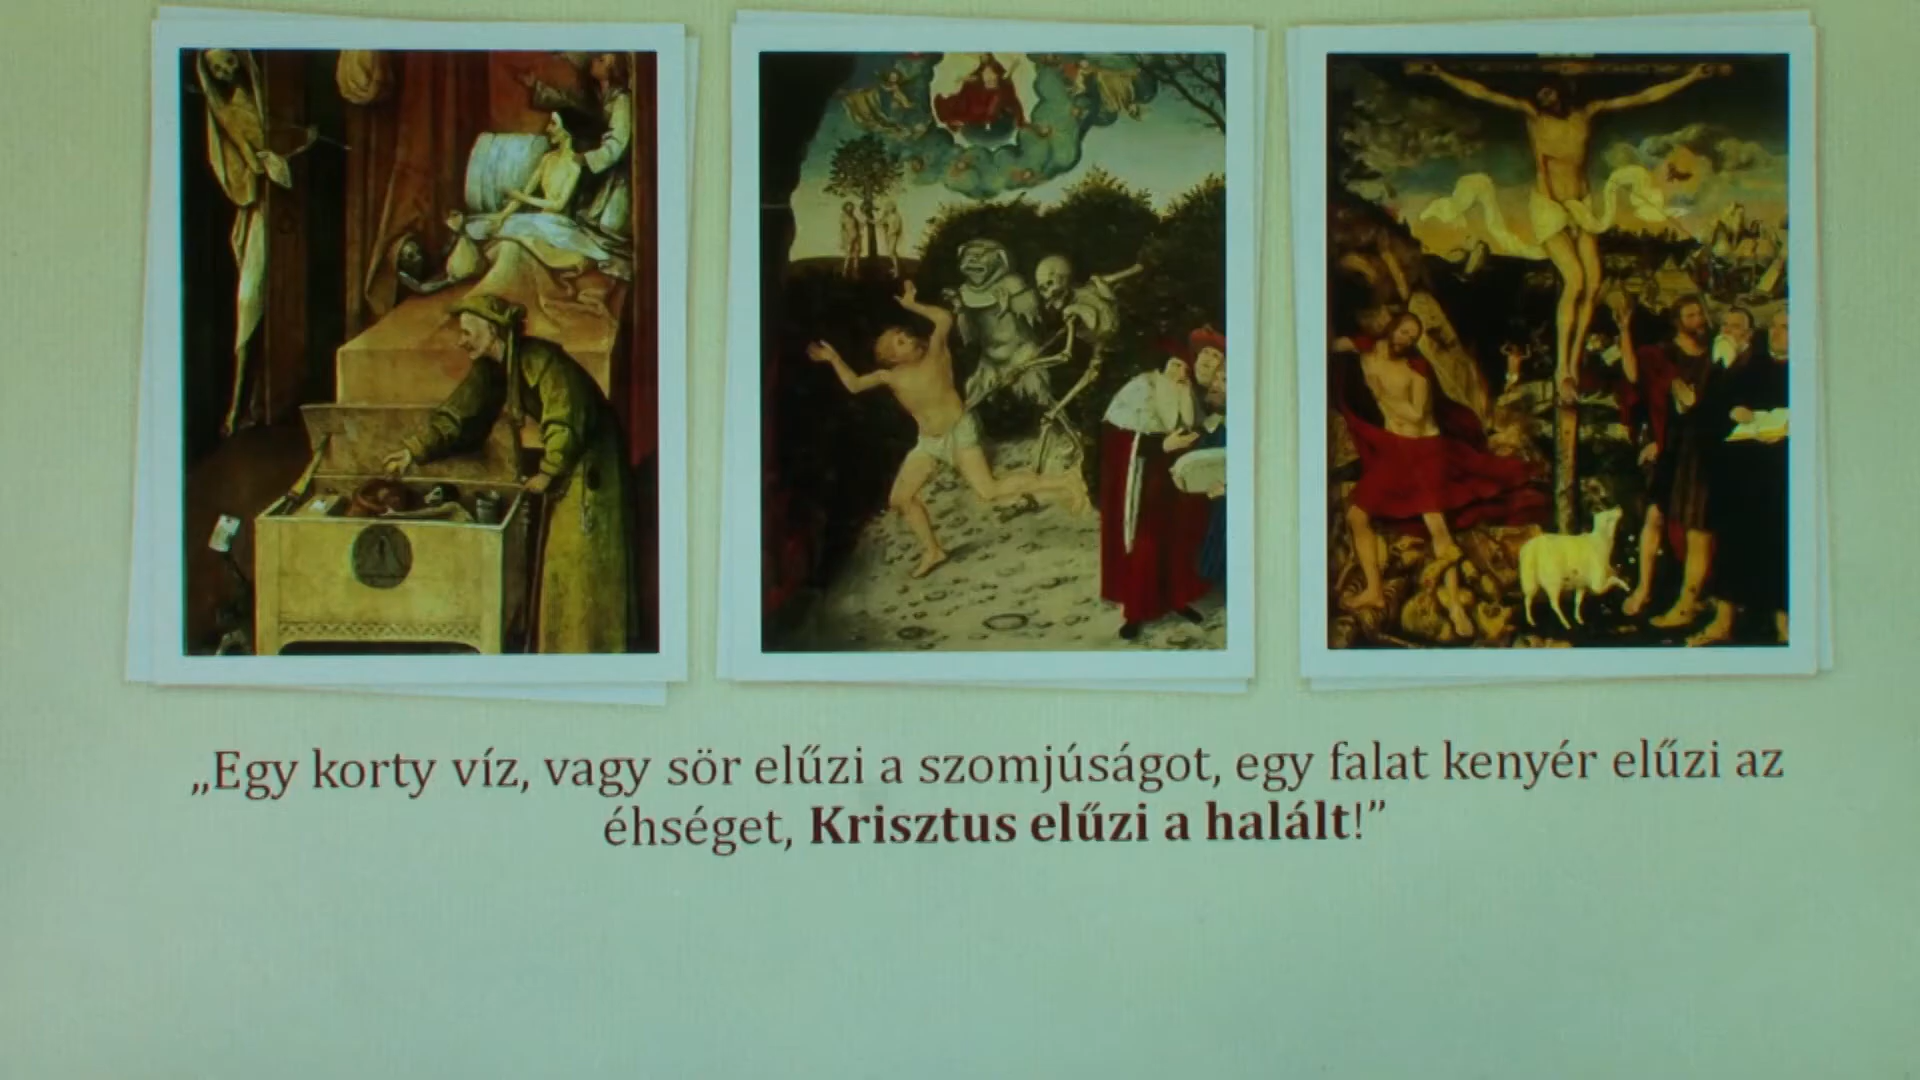 „Egy korty víz, vagy sör elűzi a szomjúságot, egy falat kenyér elűzi az
éhséget, Krisztus elűzi a halált!”